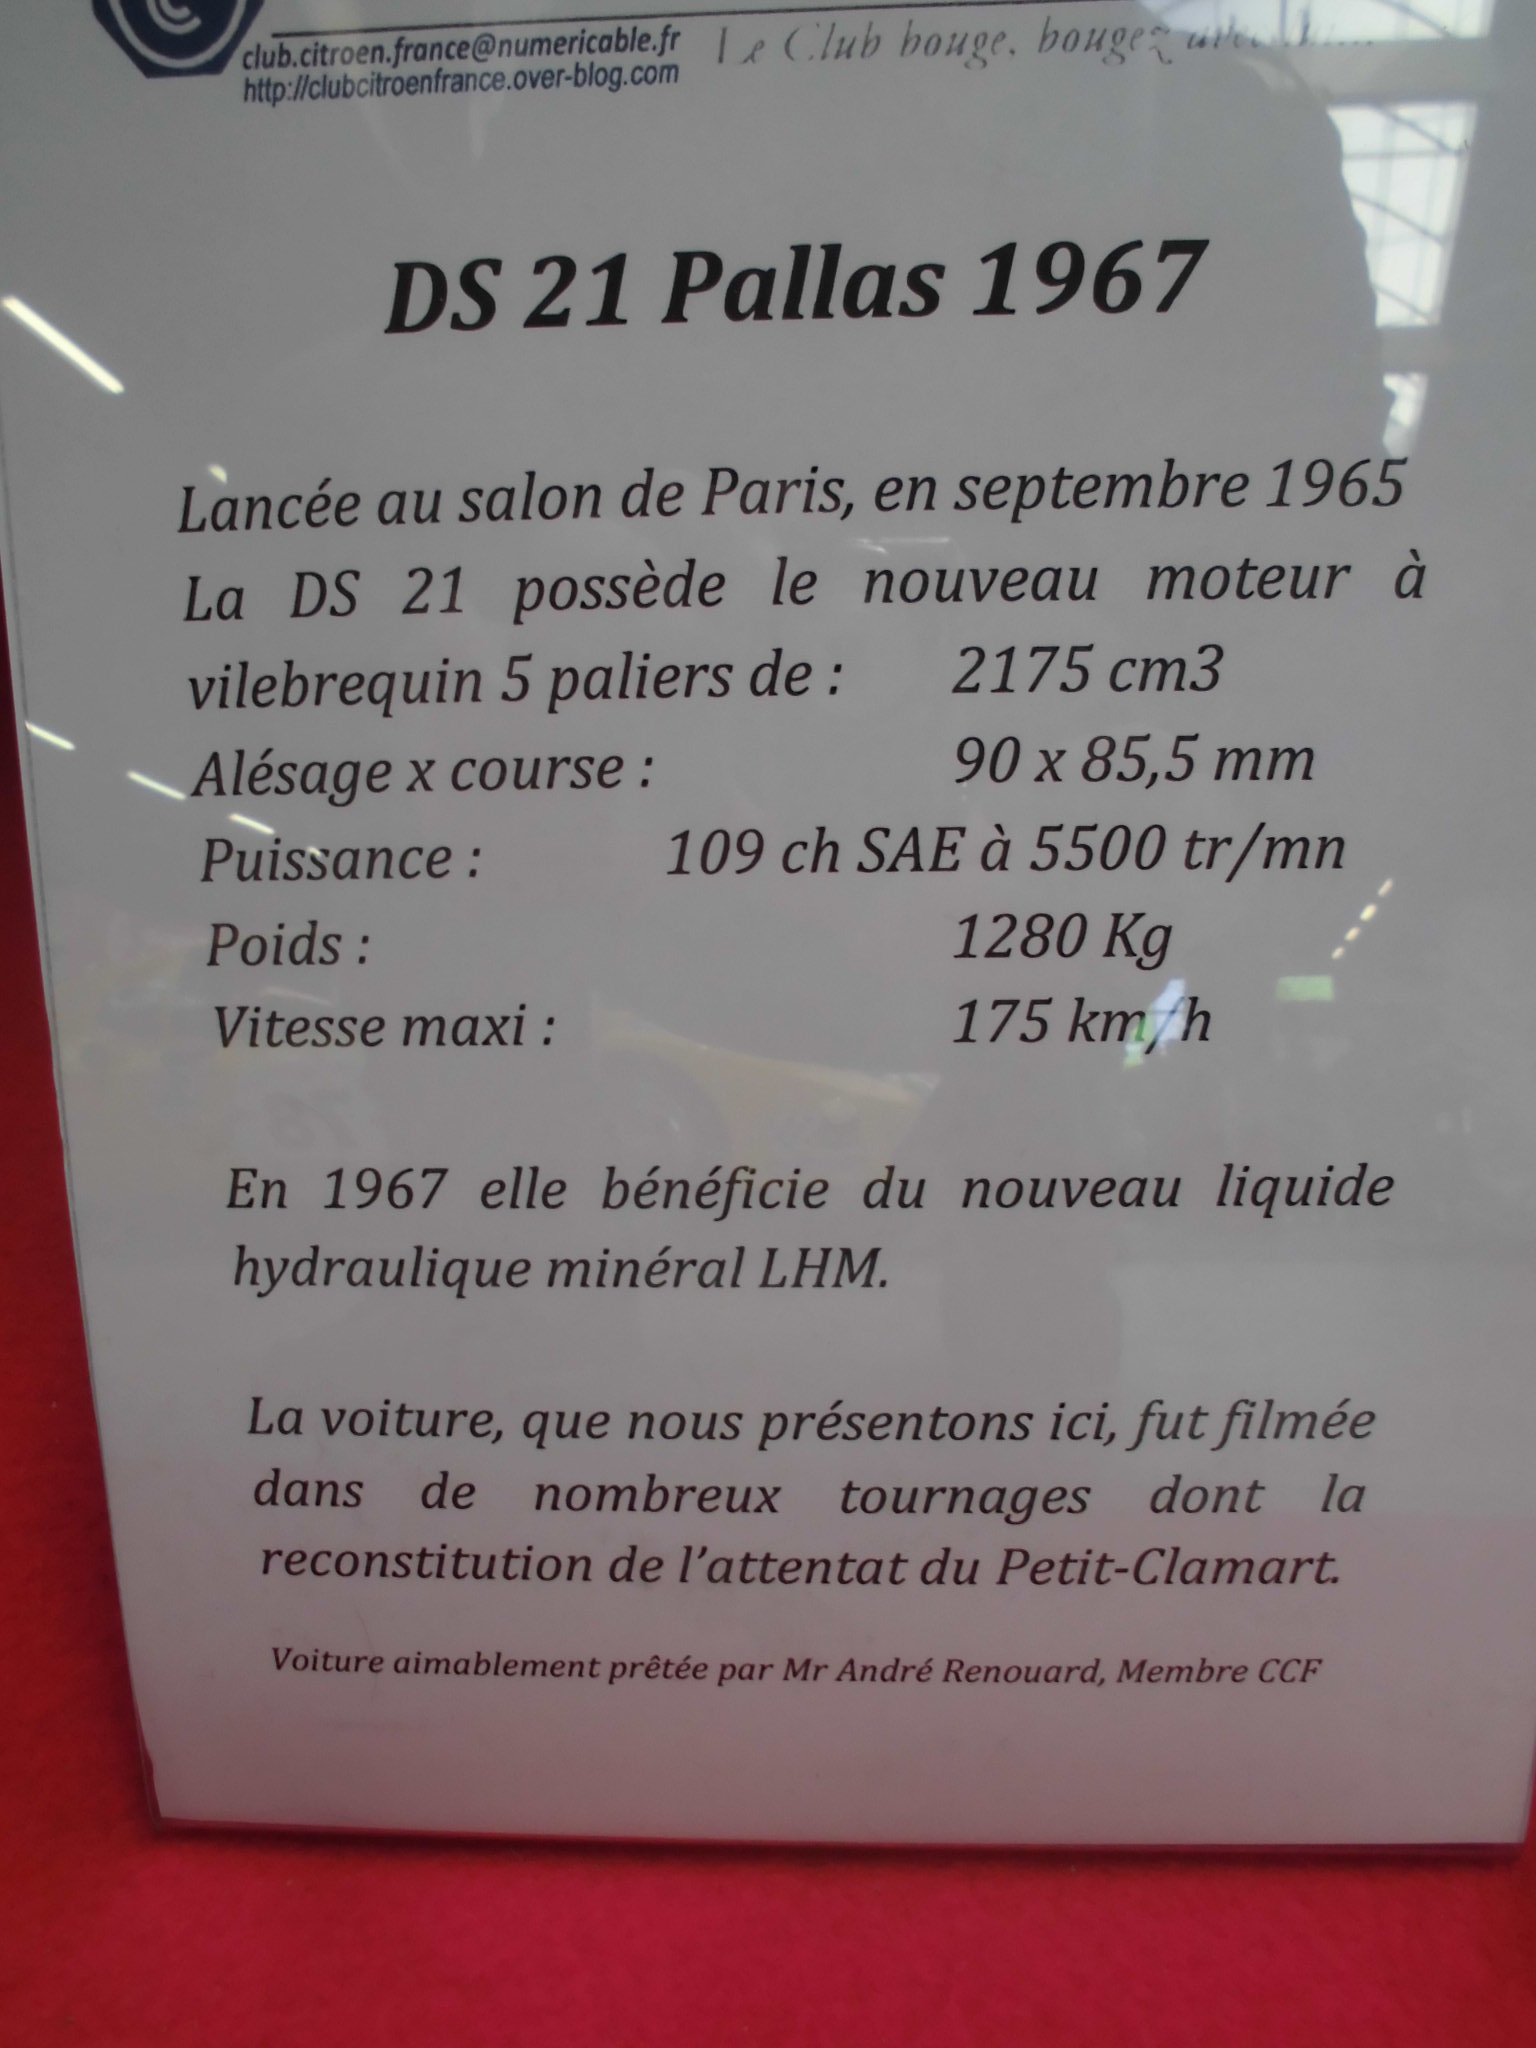 club.citroen.france@numericable.fr Le Club bouge, bougez
http://clubcitroenfrance.over-blog.com
DS 21 Pallas 1967
Lancée au salon de Paris, en septembre 1965
La DS 21 possède le nouveau moteur à
vilebrequin 5 paliers de : 2175 cm3
Alésage x course : 90 x 85,5 mm
Puissance : 109 ch SAE à 5500 tr/mn
Poids : 1280 Kg
Vitesse maxi : 175 km/h
En 1967 elle bénéficie du nouveau liquide
hydraulique minéral LHM.
La voiture, que nous présentons ici, fut filmée
dans de nombreux tournages dont la
reconstitution de l'attentat du Petit-Clamart.
Voiture aimablement prêtée par Mr André Renouard, Membre CCF